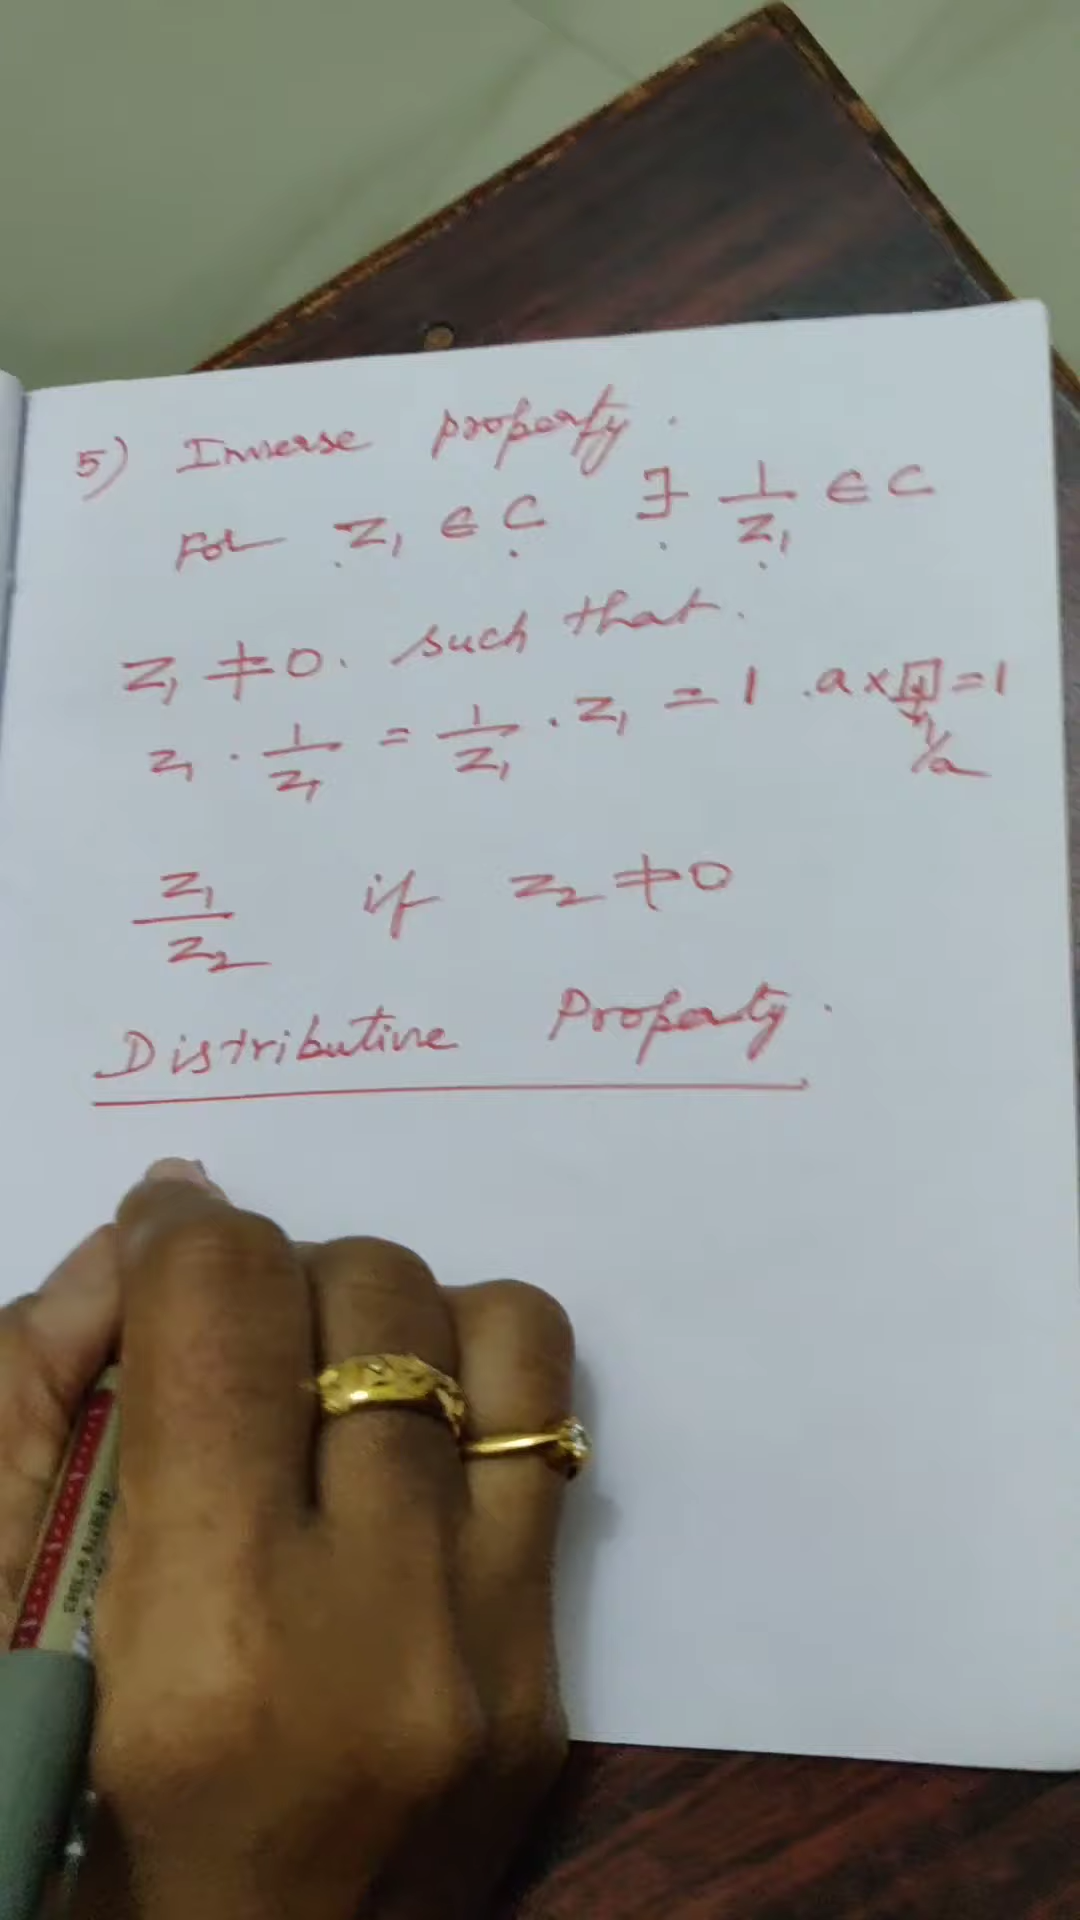 5) Inverse property.
For z₁ ∈ C ∃ 1/z₁ ∈ C
z₁ ≠ 0. such that.
z₁ · 1/z₁ = 1/z₁ · z₁ = 1 . a × = 1
1/a
z₁/z₂ if z₂ ≠ 0
Distributive Property.